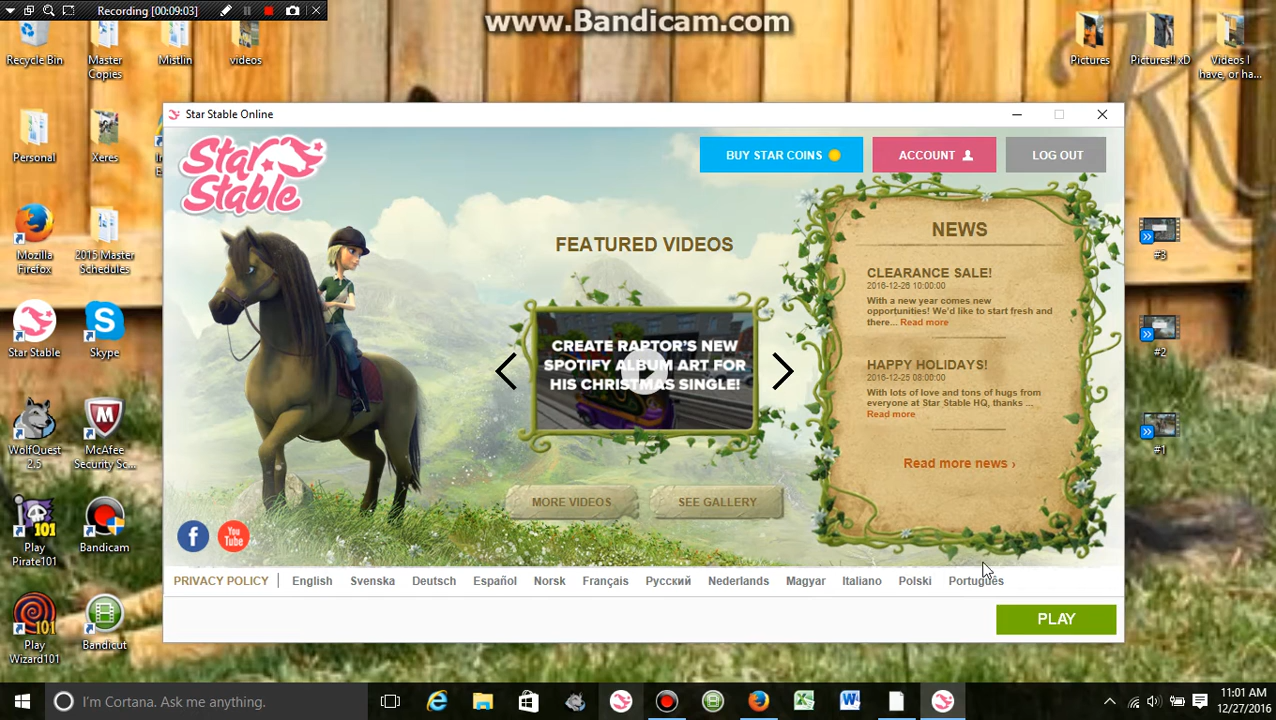 Recording [00:09:03]
www.Bandicam.com
Recycle Bin
Master Copies
Mistlin
videos
Pictures
Pictures!! xD
Videos I have, or ha...
Personal
Xeres
Mozilla Firefox
2015 Master Schedules
Star Stable
Skype
WolfQuest 2.5
McAfee Security Sc...
Play Pirate101
Bandicam
Play Wizard101
Bandicut
#3
#2
#1
Star Stable Online
Star Stable
BUY STAR COINS
ACCOUNT
LOG OUT
FEATURED VIDEOS
CREATE RAPTOR'S NEW
SPOTIFY ALBUM ART FOR
HIS CHRISTMAS SINGLE!
MORE VIDEOS
SEE GALLERY
NEWS
CLEARANCE SALE!
2016-12-26 10:00:00
With a new year comes new
opportunities! We'd like to start fresh and
there... Read more
HAPPY HOLIDAYS!
2016-12-25 08:00:00
With lots of love and tons of hugs from
everyone at Star Stable HQ, thanks ...
Read more
Read more news ›
f
You Tube
PRIVACY POLICY | English Svenska Deutsch Español Norsk Français Русский Nederlands Magyar Italiano Polski Português
PLAY
I'm Cortana. Ask me anything.
11:01 AM
12/27/2016